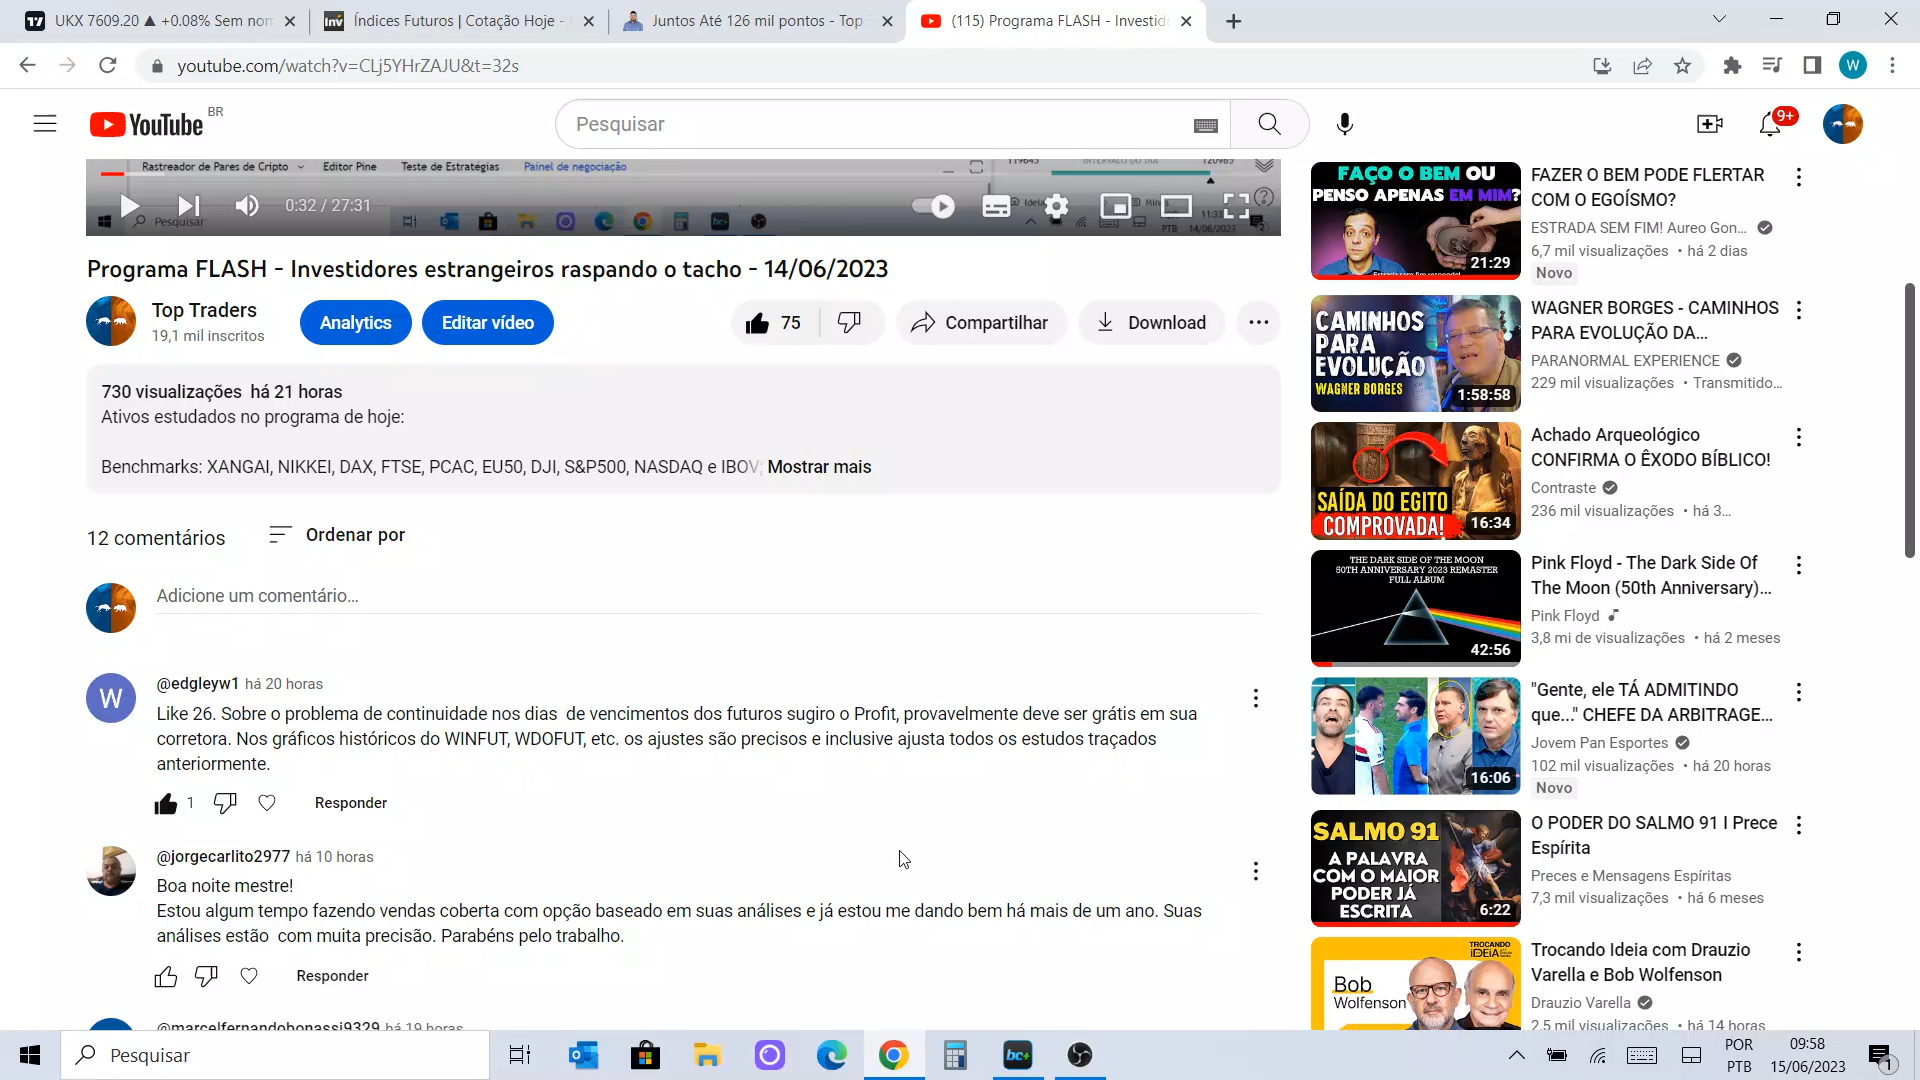 UKX 7609.20 ▲ +0.08% Sem nom
Índices Futuros | Cotação Hoje -
Juntos Até 126 mil pontos - Top
(115) Programa FLASH - Investid
youtube.com/watch?v=CLj5YHrZAJU&t=32s
W
YouTube BR
Pesquisar
9+
Rastreador de Pares de Cripto
Editor Pine
Teste de Estratégias
Painel de negociação
0:32 / 27:31
Pesquisar
14/06/2023
Programa FLASH - Investidores estrangeiros raspando o tacho - 14/06/2023
Top Traders
19,1 mil inscritos
Analytics
Editar vídeo
75
Compartilhar
Download
730 visualizações há 21 horas
Ativos estudados no programa de hoje:
Benchmarks: XANGAI, NIKKEI, DAX, FTSE, PCAC, EU50, DJI, S&P500, NASDAQ e IBOV; Mostrar mais
12 comentários
Ordenar por
Adicione um comentário...
W
@edgleyw1 há 20 horas
Like 26. Sobre o problema de continuidade nos dias de vencimentos dos futuros sugiro o Profit, provavelmente deve ser grátis em sua
corretora. Nos gráficos históricos do WINFUT, WDOFUT, etc. os ajustes são precisos e inclusive ajusta todos os estudos traçados
anteriormente.
1
Responder
@jorgecarlito2977 há 10 horas
Boa noite mestre!
Estou algum tempo fazendo vendas coberta com opção baseado em suas análises e já estou me dando bem há mais de um ano. Suas
análises estão com muita precisão. Parabéns pelo trabalho.
Responder
@marcelfernandobonassi9329 há 19 horas
FAÇO O BEM OU
PENSO APENAS EM MIM?
21:29
FAZER O BEM PODE FLERTAR
COM O EGOÍSMO?
ESTRADA SEM FIM! Aureo Gon...
6,7 mil visualizações • há 2 dias
Novo
CAMINHOS
PARA
EVOLUÇÃO
WAGNER BORGES
1:58:58
WAGNER BORGES - CAMINHOS
PARA EVOLUÇÃO DA...
PARANORMAL EXPERIENCE
229 mil visualizações • Transmitido...
SAÍDA DO EGITO
COMPROVADA!
16:34
Achado Arqueológico
CONFIRMA O ÊXODO BÍBLICO!
Contraste
236 mil visualizações • há 3...
THE DARK SIDE OF THE MOON
50TH ANNIVERSARY 2023 REMASTER
FULL ALBUM
42:56
Pink Floyd - The Dark Side Of
The Moon (50th Anniversary)...
Pink Floyd
3,8 mi de visualizações • há 2 meses
16:06
"Gente, ele TÁ ADMITINDO
que..." CHEFE DA ARBITRAGE...
Jovem Pan Esportes
102 mil visualizações • há 20 horas
Novo
SALMO 91
A PALAVRA
COM O MAIOR
PODER JÁ
ESCRITA
6:22
O PODER DO SALMO 91 I Prece
Espírita
Preces e Mensagens Espíritas
7,3 mil visualizações • há 6 meses
TROCANDO
IDEIA
Bob
Wolfenson
Trocando Ideia com Drauzio
Varella e Bob Wolfenson
Drauzio Varella
2,5 mil visualizações • há 14 horas
Pesquisar
bc+
POR
PTB
09:58
15/06/2023
1